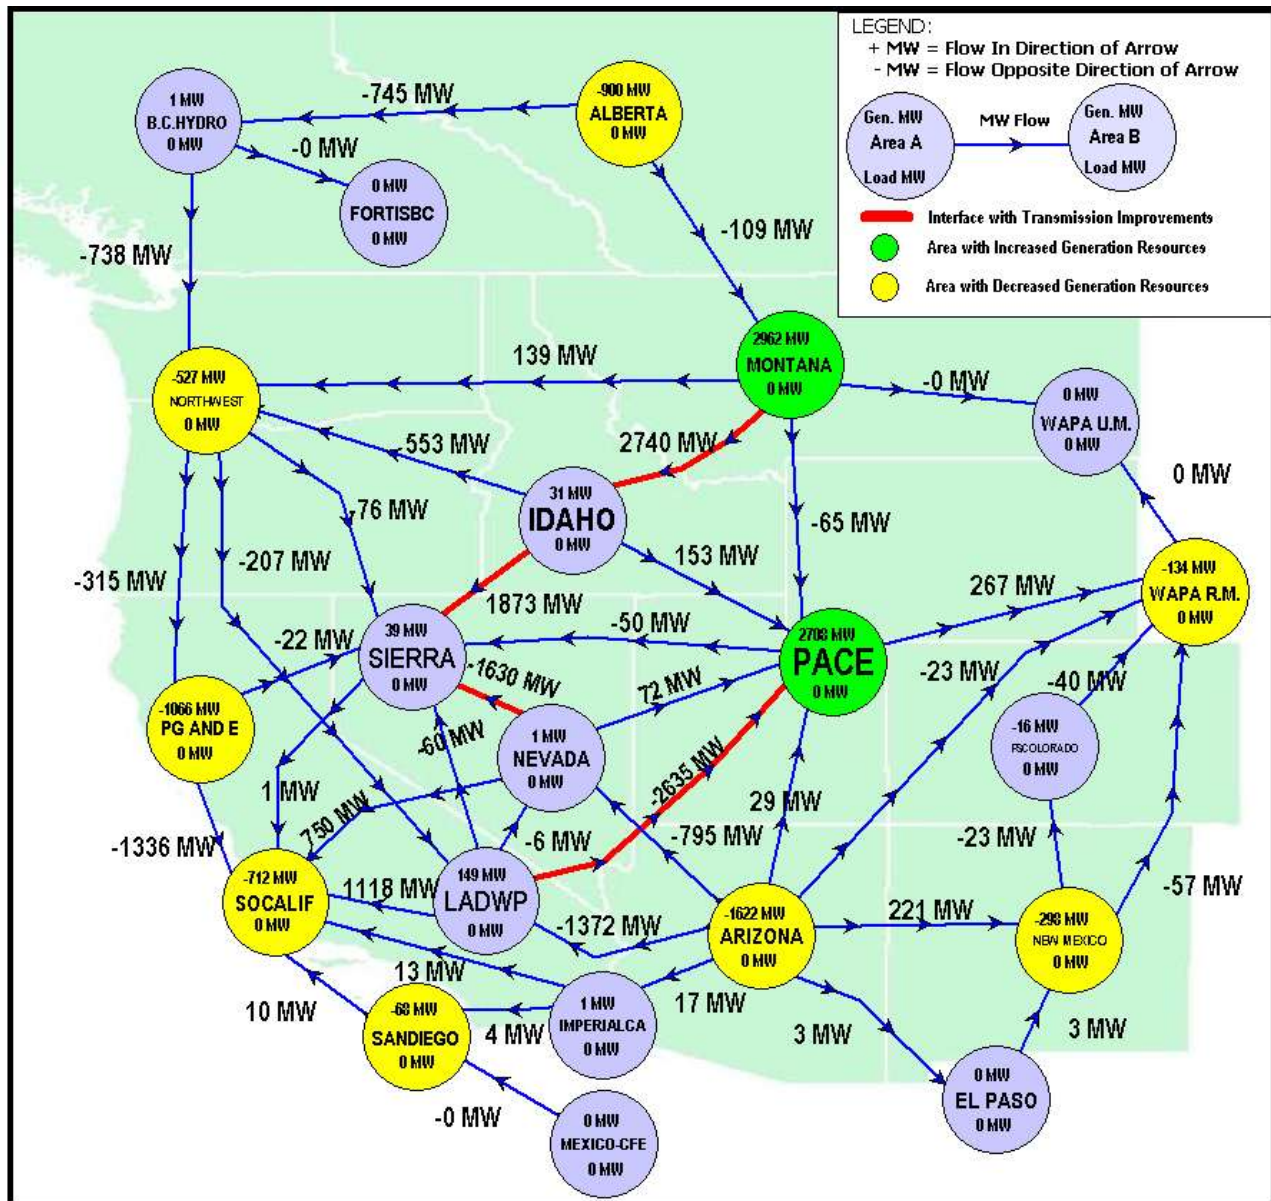 LEGEND:
+ MW = Flow In Direction of Arrow
- MW = Flow Opposite Direction of Arrow
Gen. MW
Area A
Load MW
MW Flow
Gen. MW
Area B
Load MW
Interface with Transmission Improvements
Area with Increased Generation Resources
Area with Decreased Generation Resources
1 MW
B.C.HYDRO
0 MW
-745 MW
-900 MW
ALBERTA
0 MW
-0 MW
0 MW
FORTISBC
0 MW
-109 MW
-738 MW
2962 MW
MONTANA
0 MW
139 MW
-527 MW
NORTHWEST
0 MW
-0 MW
0 MW
WAPA U.M.
0 MW
2740 MW
553 MW
0 MW
31 MW
IDAHO
0 MW
76 MW
-65 MW
-207 MW
153 MW
-315 MW
267 MW
-134 MW
WAPA R.M.
0 MW
1873 MW
-50 MW
-22 MW
39 MW
SIERRA
0 MW
2708 MW
PACE
0 MW
-1630 MW
72 MW
-23 MW
-40 MW
-1066 MW
PG AND E
0 MW
-60 MW
1 MW
NEVADA
0 MW
-16 MW
PSCOLORADO
0 MW
-2635 MW
1 MW
750 MW
29 MW
-1336 MW
-6 MW
-795 MW
-23 MW
-57 MW
-712 MW
SOCALIF
0 MW
1118 MW
149 MW
LADWP
0 MW
-1372 MW
-1622 MW
ARIZONA
0 MW
221 MW
-298 MW
NEW MEXICO
0 MW
13 MW
10 MW
-68 MW
SANDIEGO
0 MW
4 MW
1 MW
IMPERIALCA
0 MW
17 MW
3 MW
3 MW
0 MW
EL PASO
0 MW
-0 MW
0 MW
MEXICO-CFE
0 MW